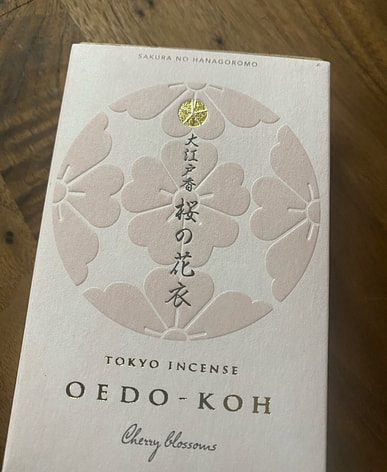 SAKURA NO HANAGOROMO
大江戸香
桜の花衣
TOKYO INCENSE
OEDO-KOH
Cherry blossoms